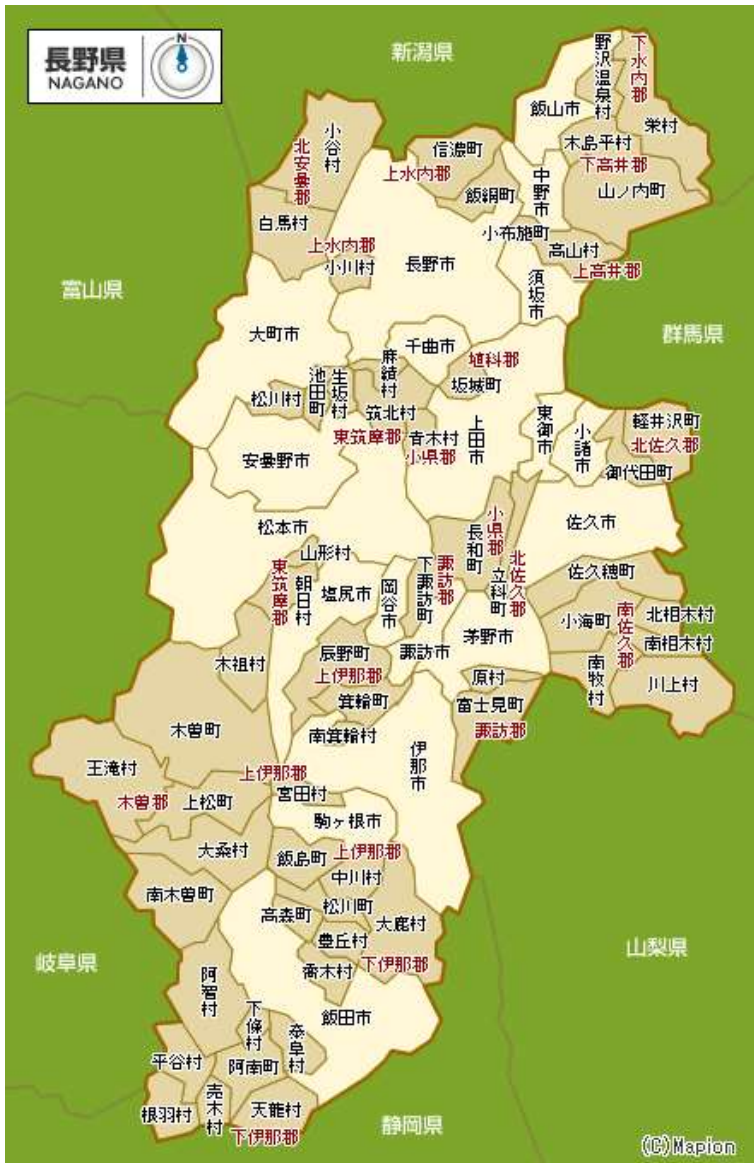 長野県
NAGANO
N
新潟県
富山県
群馬県
岐阜県
山梨県
静岡県
野沢温泉村
下水内郡
飯山市
栄村
木島平村
下高井郡
山ノ内町
小谷村
北安曇郡
白馬村
信濃町
上水内郡
飯綱町
中野市
小布施町
高山村
上高井郡
上水内郡
小川村
長野市
須坂市
大町市
千曲市
埴科郡
坂城町
麻績村
生坂村
池田町
松川村
筑北村
東筑摩郡
青木村
小県郡
上田市
東御市
小諸市
軽井沢町
北佐久郡
御代田町
安曇野市
松本市
佐久市
小県郡
長和町
立科町
北佐久郡
山形村
東筑摩郡
朝日村
塩尻市
岡谷市
下諏訪町
諏訪郡
佐久穂町
小海町
南佐久郡
北相木村
南相木村
南牧村
川上村
茅野市
諏訪市
原村
富士見町
諏訪郡
辰野町
上伊那郡
箕輪町
南箕輪村
伊那市
木祖村
木曽町
王滝村
木曽郡
上松町
上伊那郡
宮田村
駒ヶ根市
大桑村
飯島町
上伊那郡
中川村
南木曽町
高森町
松川町
大鹿村
豊丘村
喬木村
下伊那郡
飯田市
阿智村
下條村
泰阜村
平谷村
阿南町
売木村
根羽村
天龍村
下伊那郡
(C)Mapion